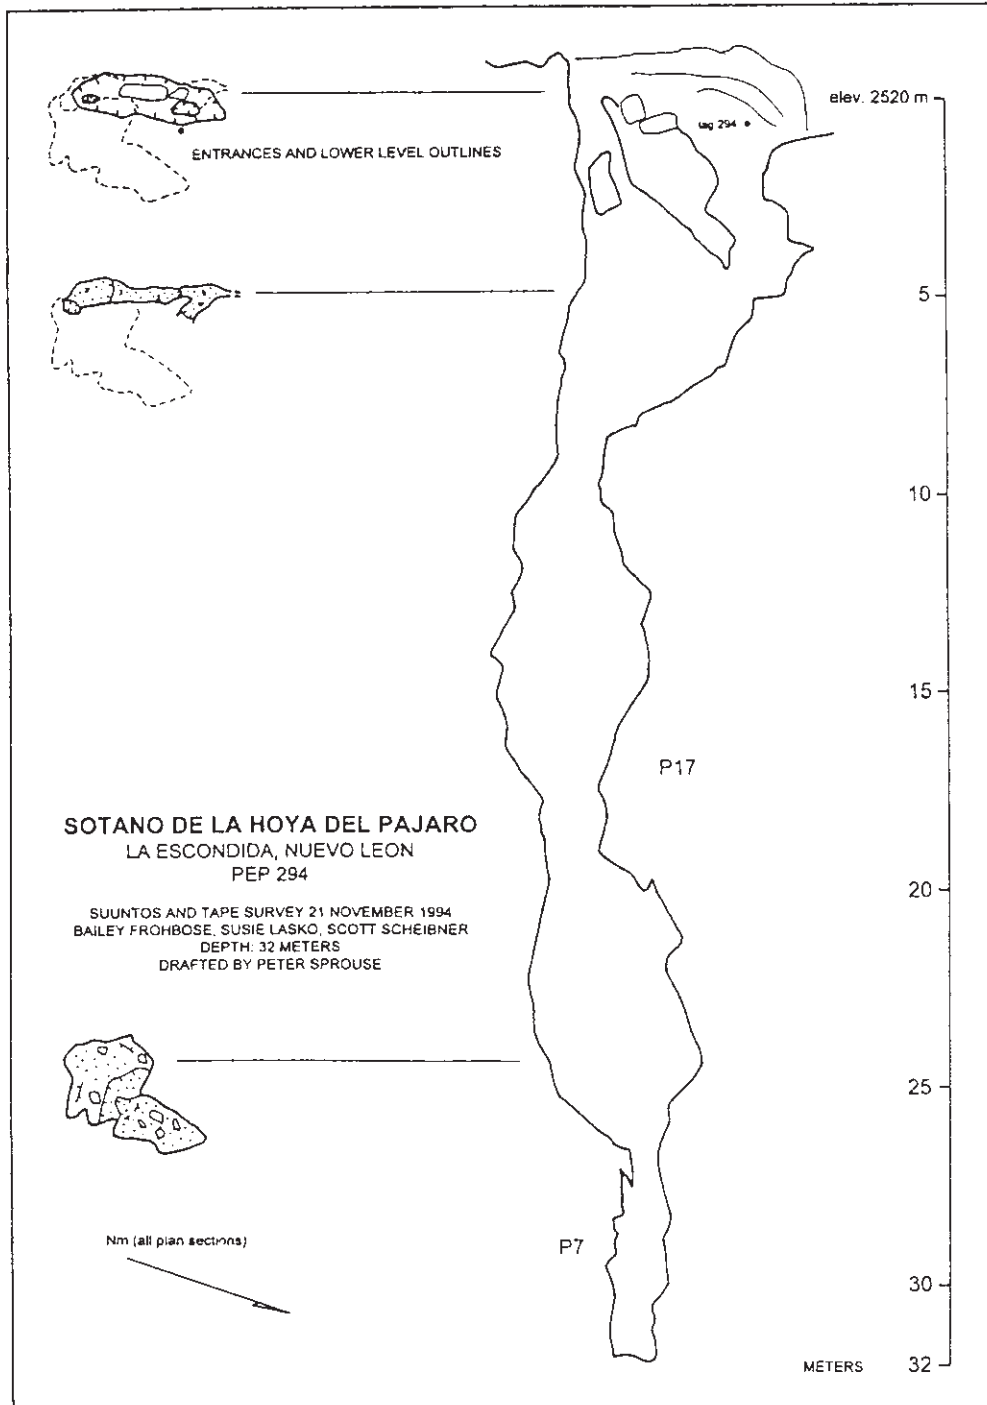 elev. 2520 m
tag 294
ENTRANCES AND LOWER LEVEL OUTLINES
5
10
15
P17
SOTANO DE LA HOYA DEL PAJARO
LA ESCONDIDA, NUEVO LEON
PEP 294
20
SUUNTOS AND TAPE SURVEY 21 NOVEMBER 1994
BAILEY FROHBOSE, SUSIE LASKO, SCOTT SCHEIBNER
DEPTH: 32 METERS
DRAFTED BY PETER SPROUSE
25
Nm (all plan sections)
P7
30
METERS 32